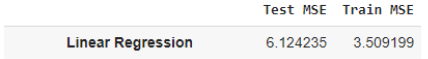 Test MSE Train MSE
Linear Regression 6.124235 3.509199